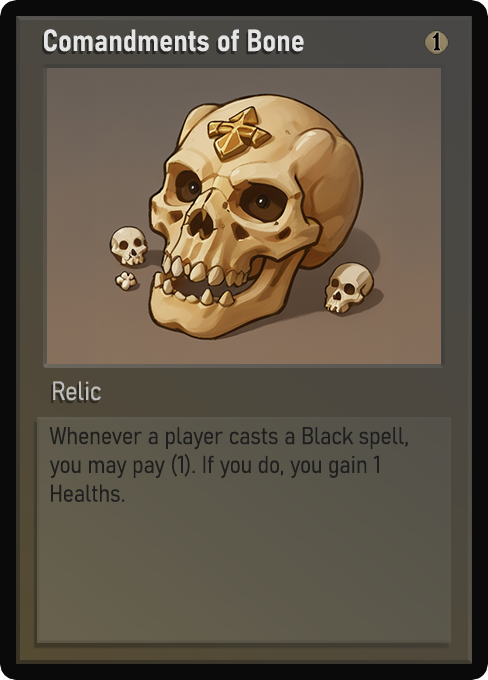 Comandments of Bone
1
Relic
Whenever a player casts a Black spell,
you may pay (1). If you do, you gain 1
Healths.